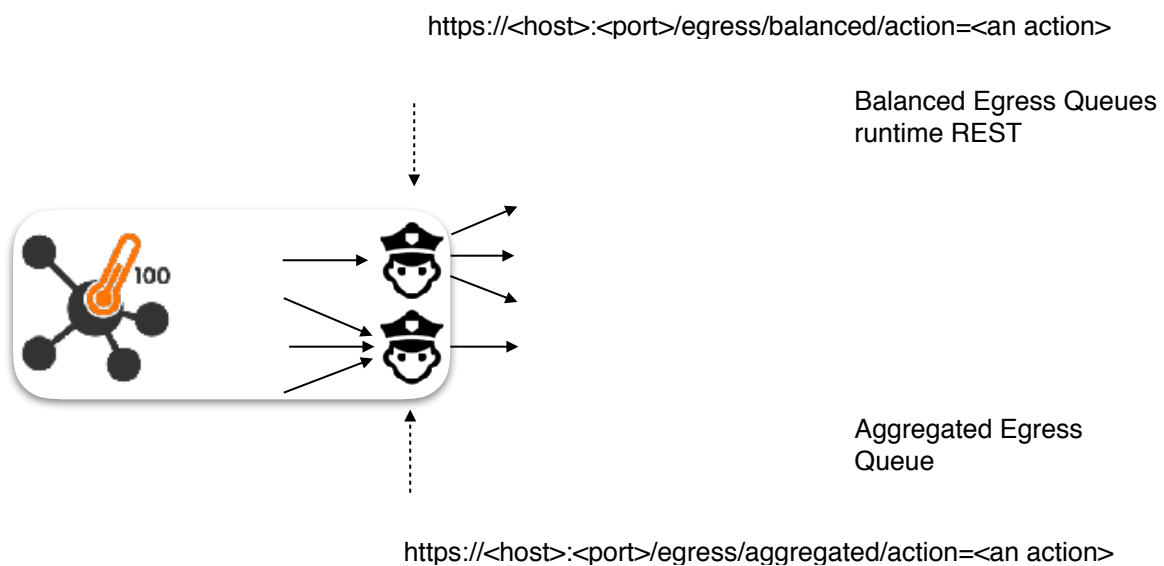 https://<host>:<port>/egress/balanced/action=<an action>
Balanced Egress Queues
runtime REST
100
Aggregated Egress
Queue
https://<host>:<port>/egress/aggregated/action=<an action>